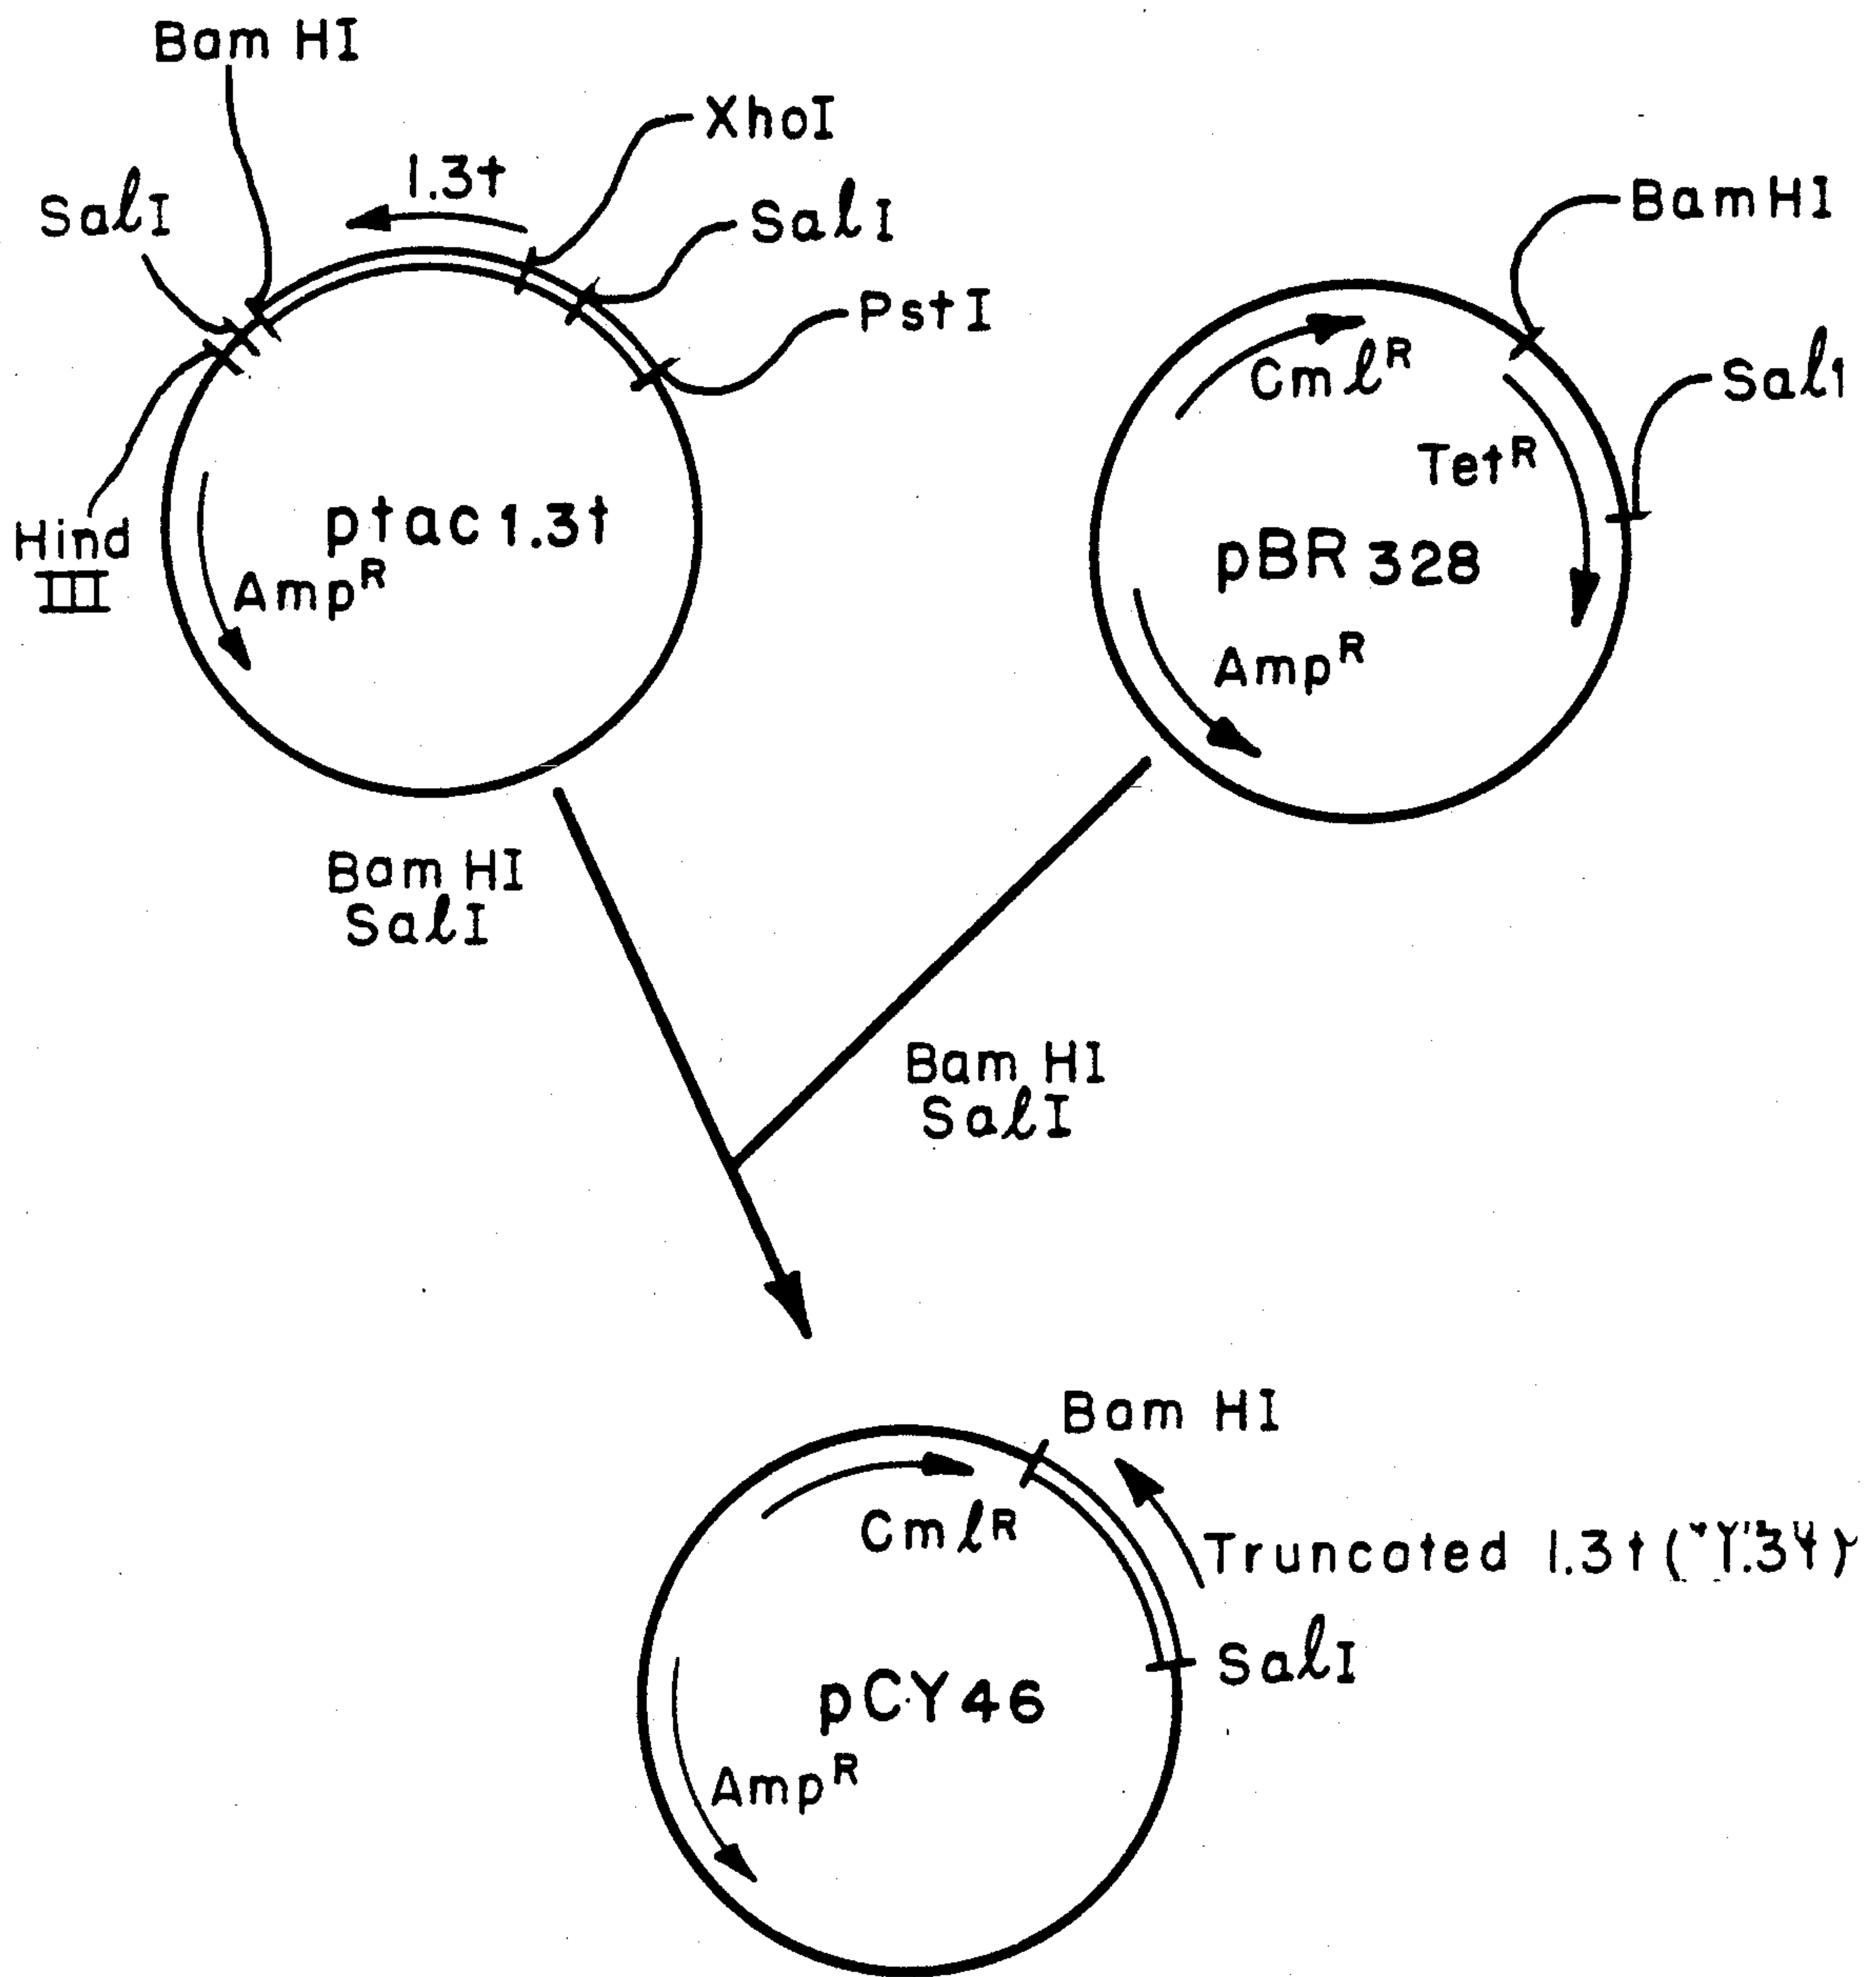 Bam HI
XhoI
1.3t
SalI
SalI
BamHI
PstI
SalI
CmlR
TetR
ptac 1.3t
pBR 328
Hind
III
AmpR
AmpR
Bam HI
SalI
Bam HI
SalI
Bam HI
CmlR
Truncated 1.3t
SalI
pCY46
AmpR